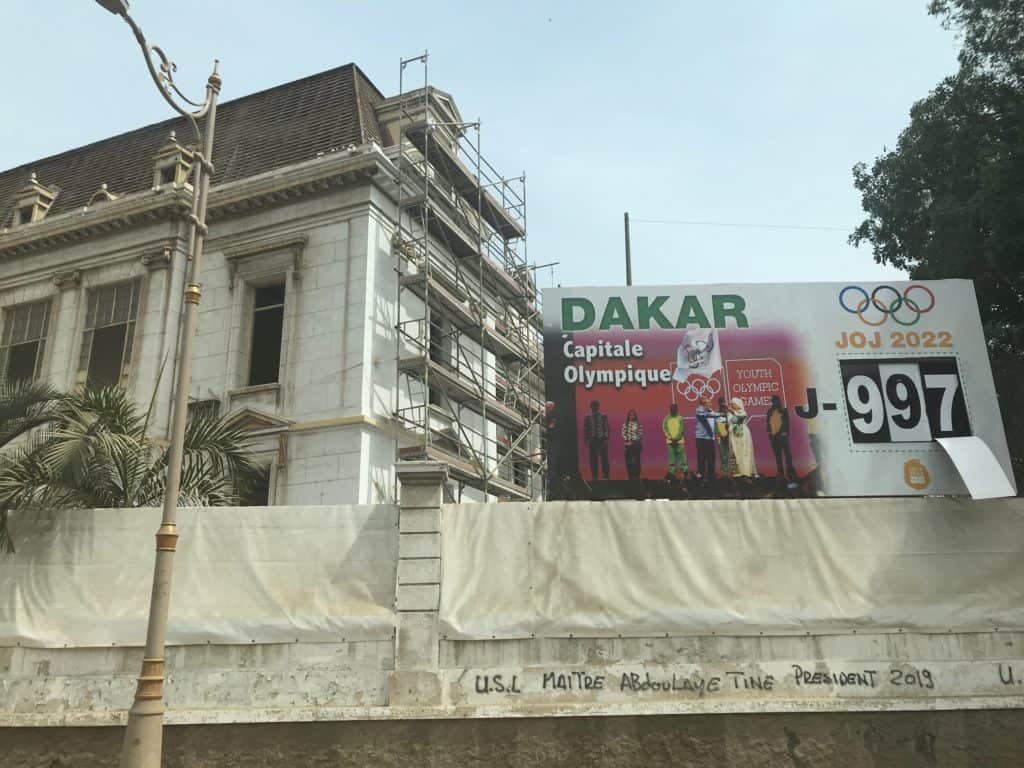 DAKAR
Capitale
Olympique
YOUTH
OLYMPIC
GAMES
JOJ 2022
J-997
U.S.L MAITRE ABDOULAYE TINE PRESIDENT 2019
U.